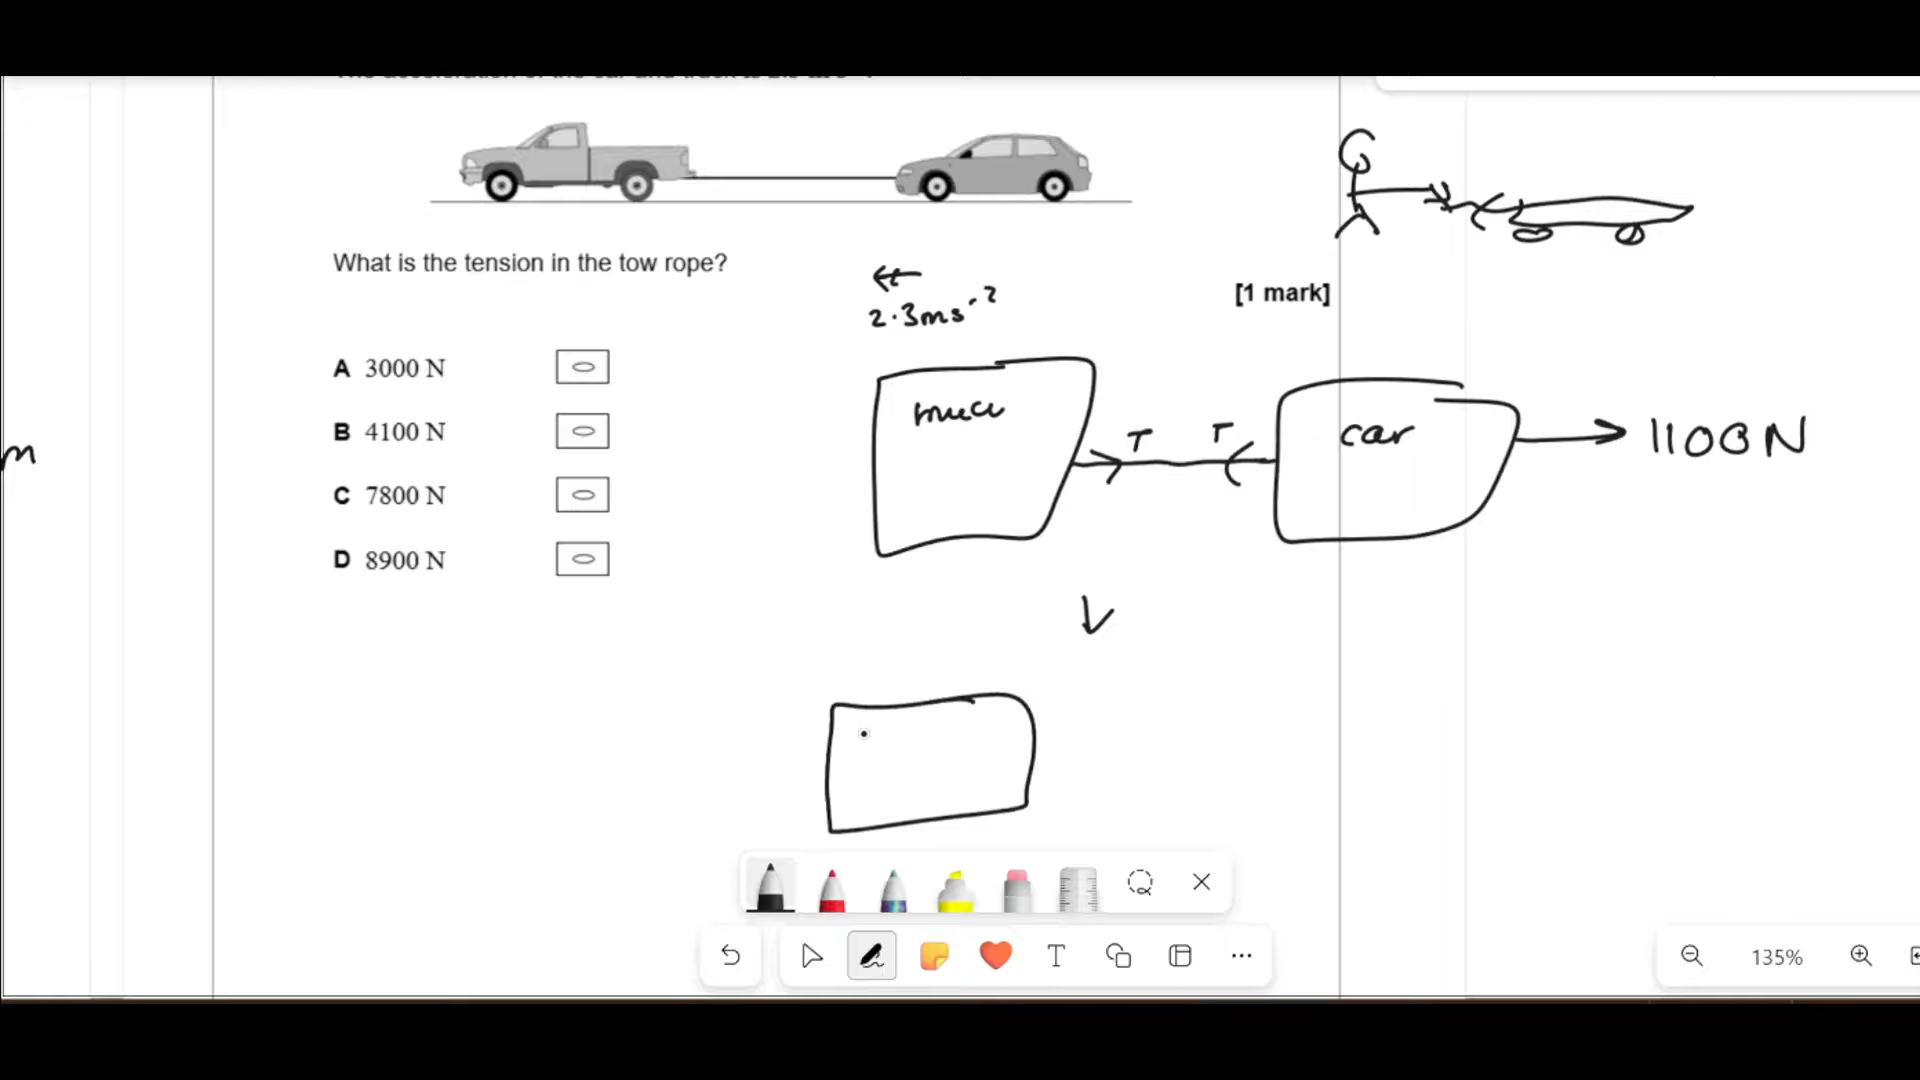 What is the tension in the tow rope?
[1 mark]
2.3ms⁻²
A 3000 N
B 4100 N
C 7800 N
D 8900 N
T T
car
1100N
m
135%
T